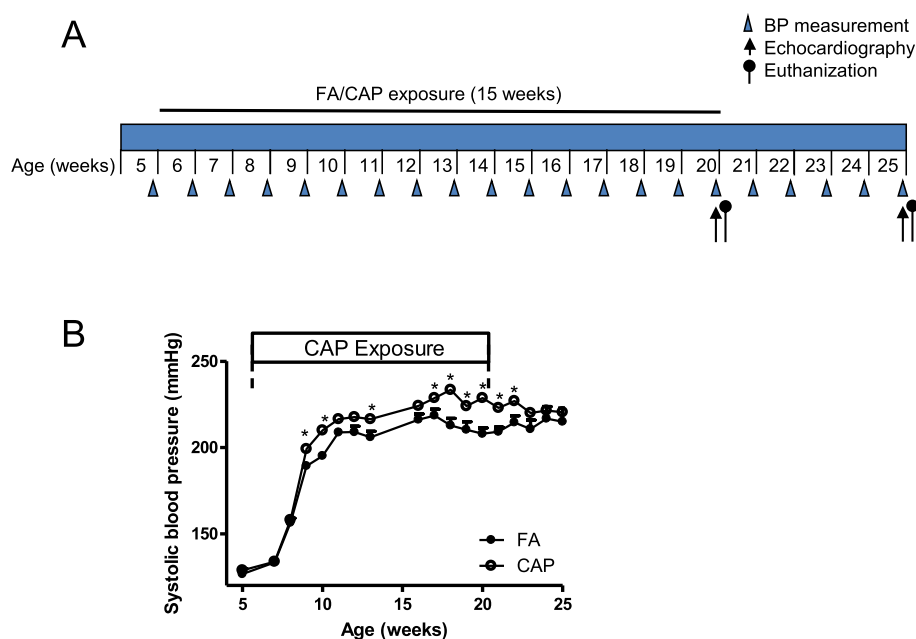 A
BP measurement
Echocardiography
Euthanization
FA/CAP exposure (15 weeks)
Age (weeks) 5 6 7 8 9 10 11 12 13 14 15 16 17 18 19 20 21 22 23 24 25
B
CAP Exposure
Systolic blood pressure (mmHg)
250
200
150
* * * * * * * * *
FA
CAP
5 10 15 20 25
Age (weeks)